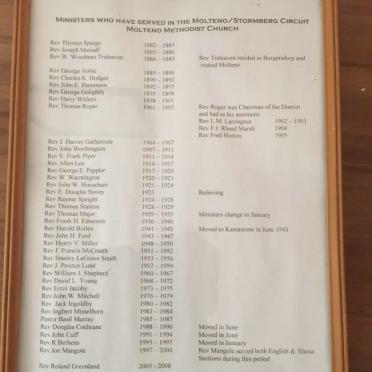 MINISTERS WHO HAVE SERVED IN THE MOLTENO/STORMBERG CIRCUIT
MOLTENO METHODIST CHURCH
Rev Thomas Spargo 1882 – 1885
Rev Joseph Metcalf 1885 – 1886
Rev W. Woodman Treleaven 1886 – 1889 Rev Treleaven resided in Burgersdorp and
visited Molteno.
Rev George Noble 1889 – 1890
Rev Charles K. Hodges 1890 – 1892
Rev John E. Parsonson 1892 – 1895
Rev George Golightly 1895 – 1898
Rev Harry Withers 1898 – 1901
Rev Thomas Roper 1901 – 1905 Rev Roper was Chairman of the District
and had as his assistants
Rev I. M. Larrington 1902 – 1903
Rev F.J. Rhead Marsh 1904
Rev Fred Horton 1905
Rev J. Harvey Gathercole 1904 – 1907
Rev John Worthington 1907 – 1911
Rev E. Frank Piper 1911 – 1914
Rev Allen Lea 1914 – 1917
Rev George E. Peppler 1917 – 1920
Rev W. Warmington 1920 – 1921
Rev John W. Househam 1921 – 1924
Rev E. Douglas Storey 1921 Relieving
Rev Rayner Speight 1924 – 1928
Rev Thomas Stanton 1928 – 1929
Rev Thomas Major 1929 – 1935 Ministers change in January
Rev Frank H. Edmonds 1936 – 1940
Rev Harold Bollen 1941 – 1943 Moved to Kamastone in June 1943
Rev John H. Ford 1943 – 1947
Rev Henry V. Miller 1948 – 1950
Rev J. Francis McCreath 1951 – 1952
Rev Stanley LeGrove Smith 1953 – 1956
Rev J. Proctor Lund 1957 – 1959
Rev William J. Shepherd 1960 – 1967
Rev David L. Young 1968 – 1972
Rev Errol Jacoby 1973 – 1975
Rev John W. Mitchell 1976 – 1979
Rev Jack Ingoldby 1980 – 1982
Rev Ingbert Misselhorn 1983 – 1984
Pastor Basil Murray 1985 – 1987
Rev Douglas Cochrane 1988 – 1990 Moved in June
Rev John Cuff 1991 – 1994 Moved in June
Rev R Berheim 1995 – 1997 Moved in January
Rev Joe Mangole 1997 – 2004 Rev Mangole served both English & Xhosa
Sections during this period
Rev Roland Greenland 2005 – 2008